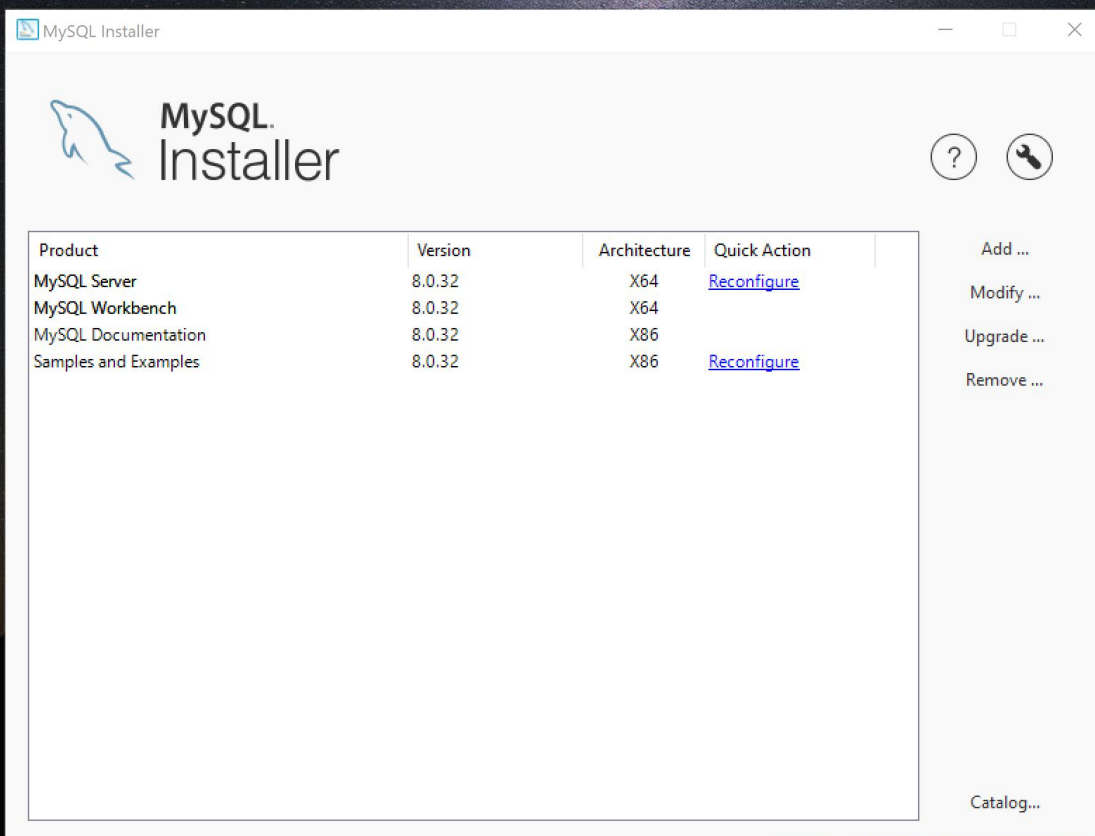 MySQL Installer
MySQL.
Installer
?
Product Version Architecture Quick Action
MySQL Server 8.0.32 X64 Reconfigure
MySQL Workbench 8.0.32 X64
MySQL Documentation 8.0.32 X86
Samples and Examples 8.0.32 X86 Reconfigure
Add ...
Modify ...
Upgrade ...
Remove ...
Catalog...